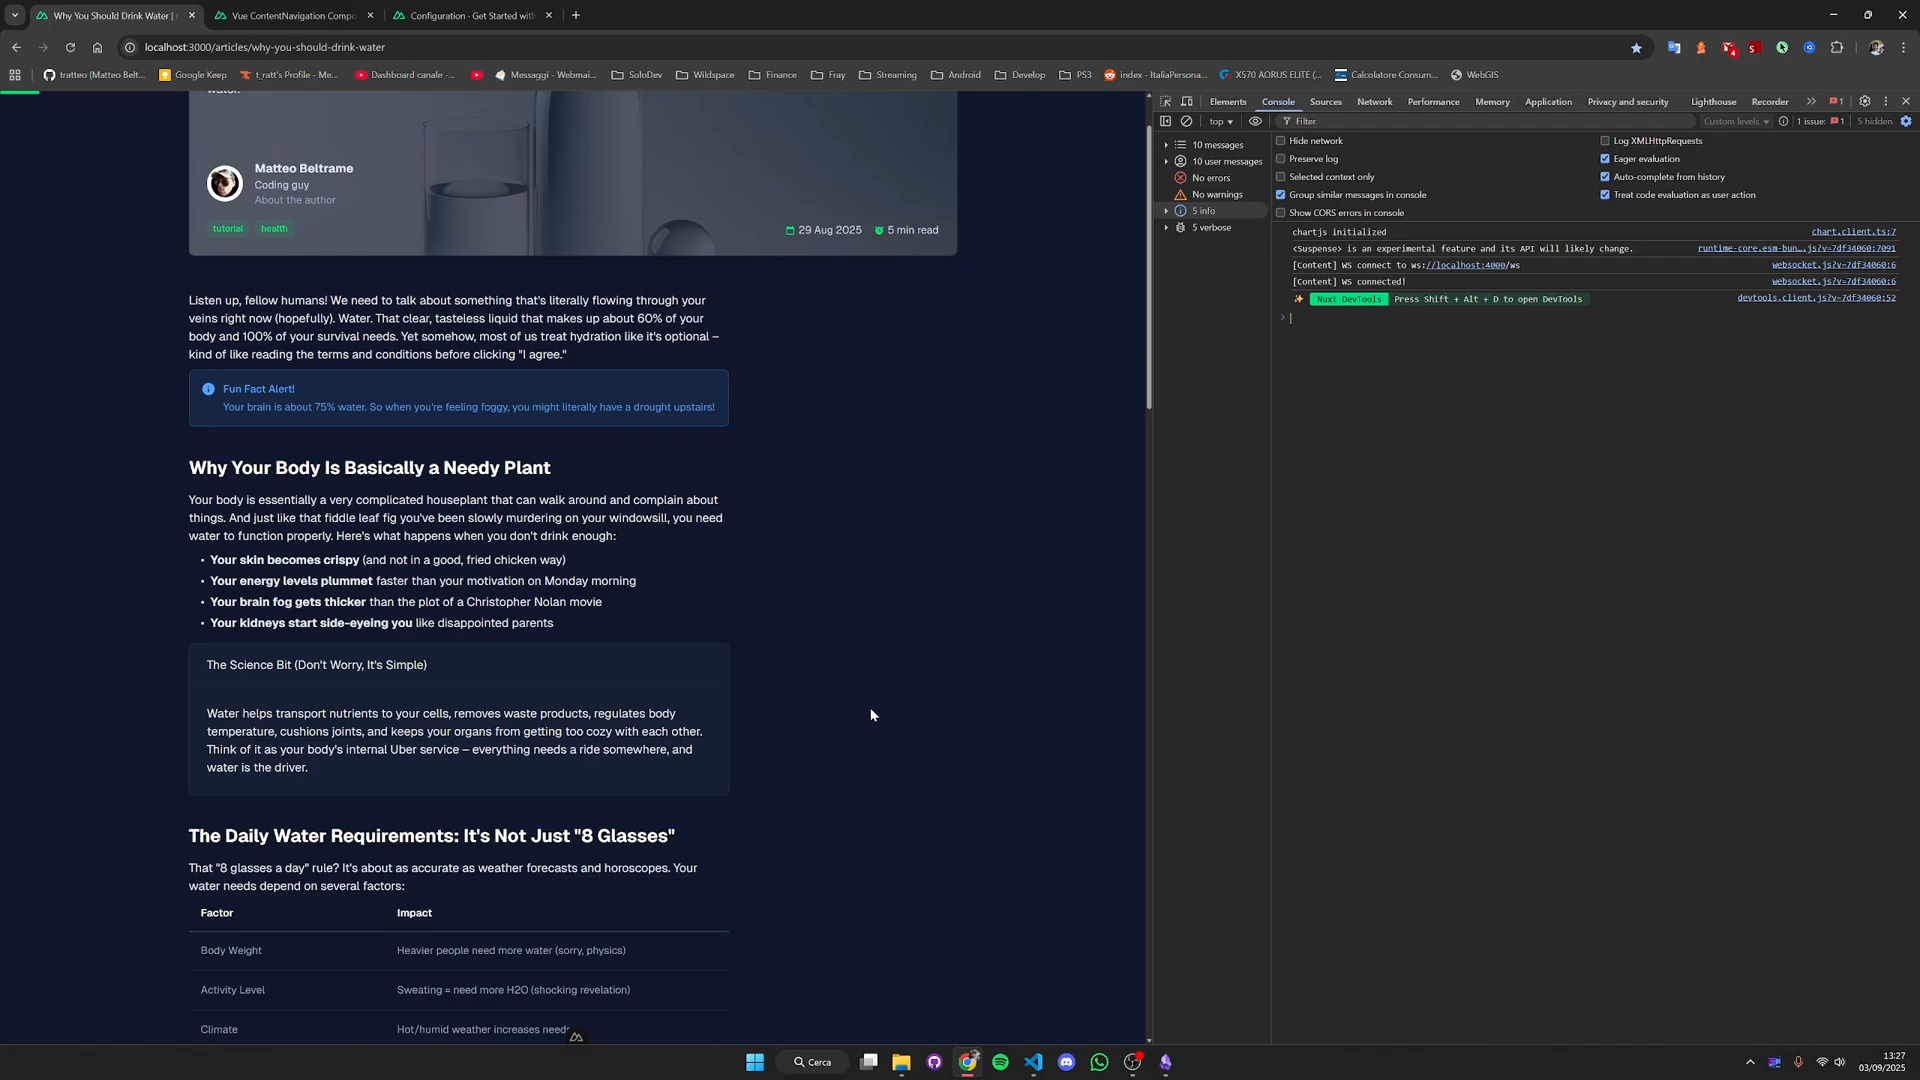 Why You Should Drink Water |
Vue ContentNavigation Compo
Configuration · Get Started with
localhost:3000/articles/why-you-should-drink-water
tratteo (Matteo Belt...
Google Keep
t_ratt's Profile - Me...
Dashboard canale -...
Messaggi - Webmai...
SoloDev
Wildspace
Finance
Fray
Streaming
Android
Develop
PS3
index - ItaliaPersona...
X570 AORUS ELITE (...
Calcolatore Consum...
WebGIS
water.
Matteo Beltrame
Coding guy
About the author
tutorial
health
29 Aug 2025
5 min read
Listen up, fellow humans! We need to talk about something that's literally flowing through your
veins right now (hopefully). Water. That clear, tasteless liquid that makes up about 60% of your
body and 100% of your survival needs. Yet somehow, most of us treat hydration like it's optional –
kind of like reading the terms and conditions before clicking "I agree."
Fun Fact Alert!
Your brain is about 75% water. So when you're feeling foggy, you might literally have a drought upstairs!
Why Your Body Is Basically a Needy Plant
Your body is essentially a very complicated houseplant that can walk around and complain about
things. And just like that fiddle leaf fig you've been slowly murdering on your windowsill, you need
water to function properly. Here's what happens when you don't drink enough:
• Your skin becomes crispy (and not in a good, fried chicken way)
• Your energy levels plummet faster than your motivation on Monday morning
• Your brain fog gets thicker than the plot of a Christopher Nolan movie
• Your kidneys start side-eyeing you like disappointed parents
The Science Bit (Don't Worry, It's Simple)
Water helps transport nutrients to your cells, removes waste products, regulates body
temperature, cushions joints, and keeps your organs from getting too cozy with each other.
Think of it as your body's internal Uber service – everything needs a ride somewhere, and
water is the driver.
The Daily Water Requirements: It's Not Just "8 Glasses"
That "8 glasses a day" rule? It's about as accurate as weather forecasts and horoscopes. Your
water needs depend on several factors:
Factor Impact
Body Weight Heavier people need more water (sorry, physics)
Activity Level Sweating = need more H2O (shocking revelation)
Climate Hot/humid weather increases needs
Elements Console Sources Network Performance Memory Application Privacy and security Lighthouse Recorder 1
top Filter Custom levels 1 issue: 1 5 hidden
10 messages
10 user messages
No errors
No warnings
5 info
5 verbose
Hide network Log XMLHttpRequests
Preserve log Eager evaluation
Selected context only Auto-complete from history
Group similar messages in console Treat code evaluation as user action
Show CORS errors in console
chartjs initialized chart.client.ts:7
<Suspense> is an experimental feature and its API will likely change. runtime-core.esm-bun….js?v=7df34060:7091
[Content] WS connect to ws://localhost:4000/ws websocket.js?v=7df34060:6
[Content] WS connected! websocket.js?v=7df34060:6
Nuxt DevTools Press Shift + Alt + D to open DevTools devtools.client.js?v=7df34060:52
Cerca
13:27
03/09/2025